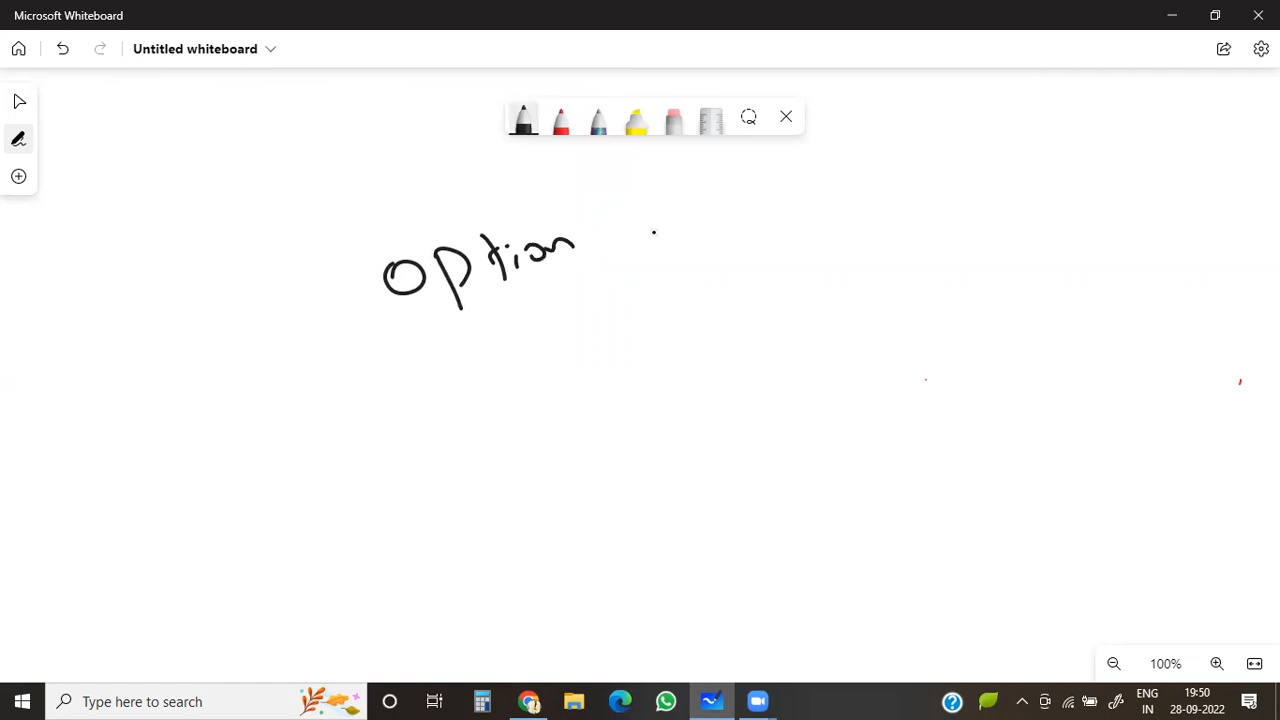 Microsoft Whiteboard
Untitled whiteboard
option
100%
Type here to search
ENG 19:50
IN 28-09-2022